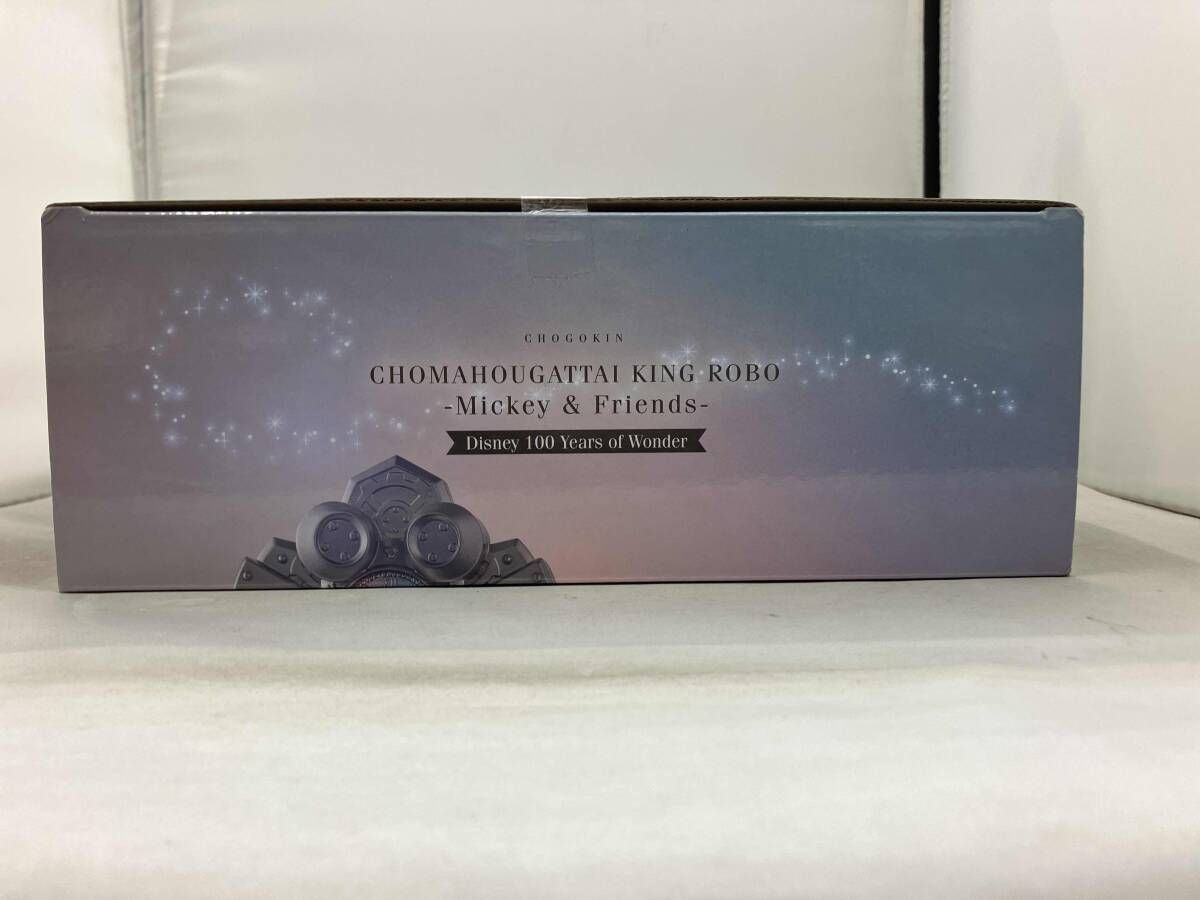 CHOGOKIN
CHOMAHOUGATTAI KING ROBO
-Mickey & Friends-
Disney 100 Years of Wonder